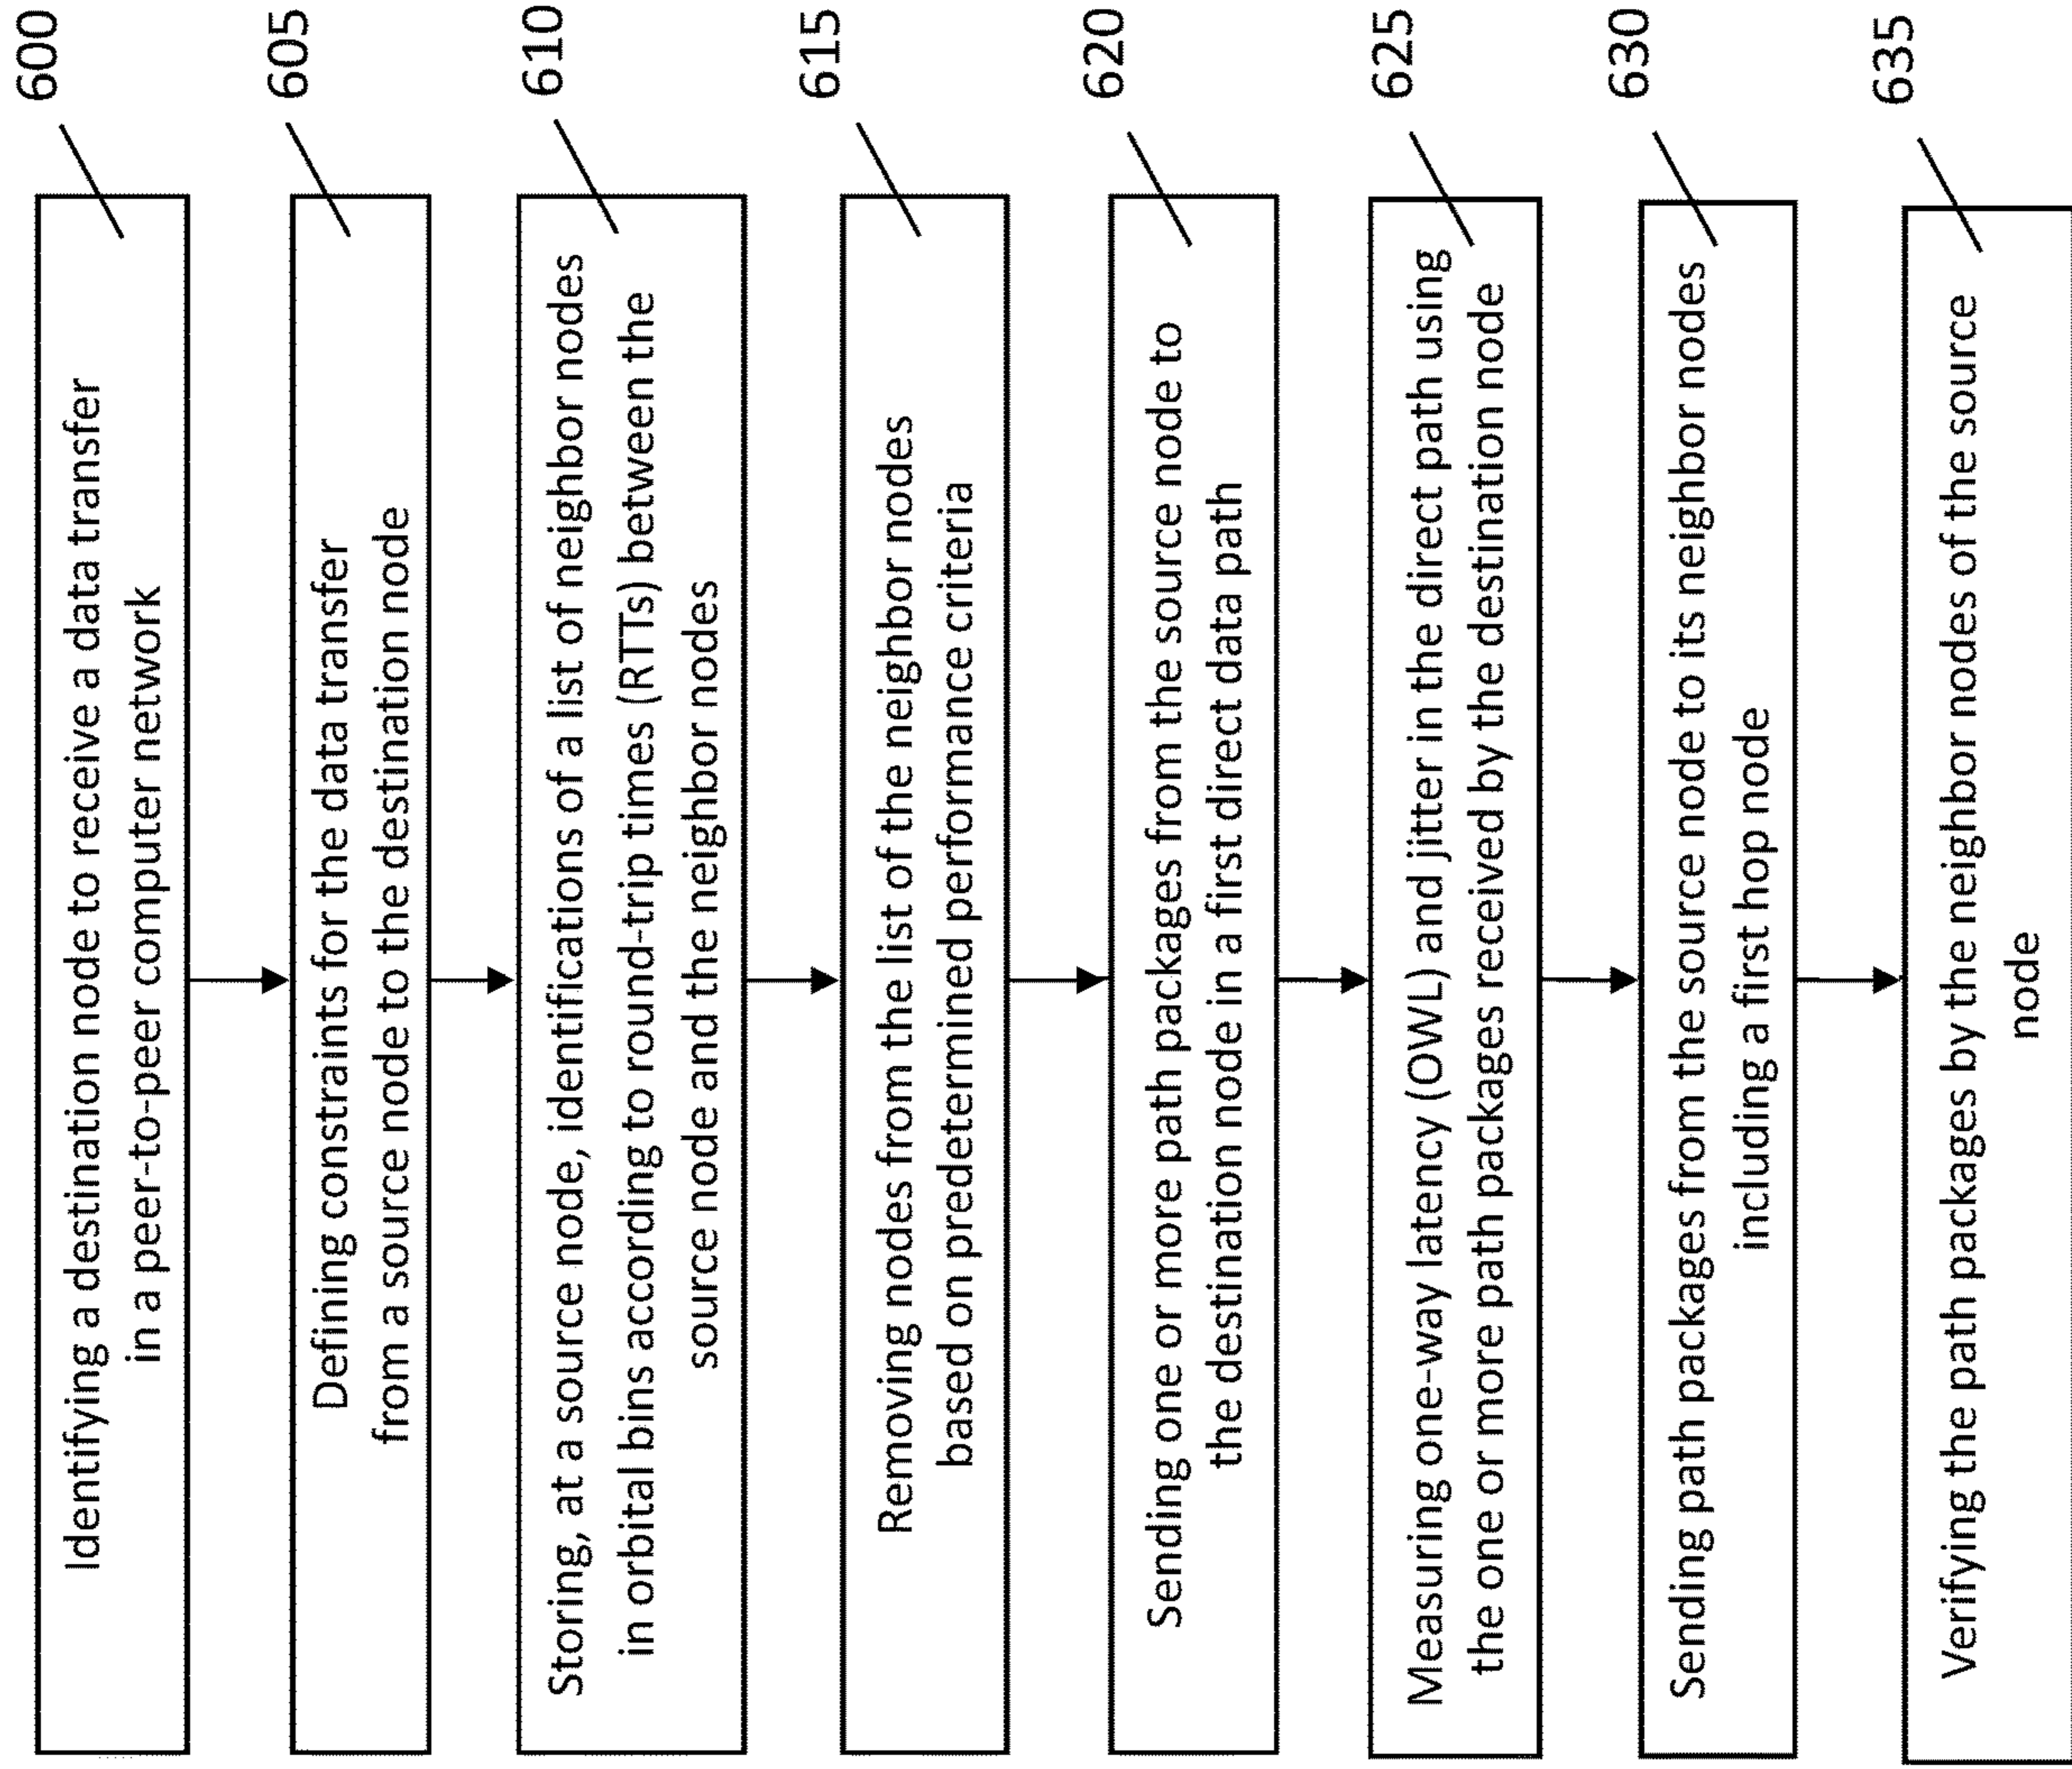 600
Identifying a destination node to receive a data transfer
in a peer-to-peer computer network
605
Defining constraints for the data transfer
from a source node to the destination node
610
Storing, at a source node, identifications of a list of neighbor nodes
in orbital bins according to round-trip times (RTTs) between the
source node and the neighbor nodes
615
Removing nodes from the list of the neighbor nodes
based on predetermined performance criteria
620
Sending one or more path packages from the source node to
the destination node in a first direct data path
625
Measuring one-way latency (OWL) and jitter in the direct path using
the one or more path packages received by the destination node
630
Sending path packages from the source node to its neighbor nodes
including a first hop node
635
Verifying the path packages by the neighbor nodes of the source
node